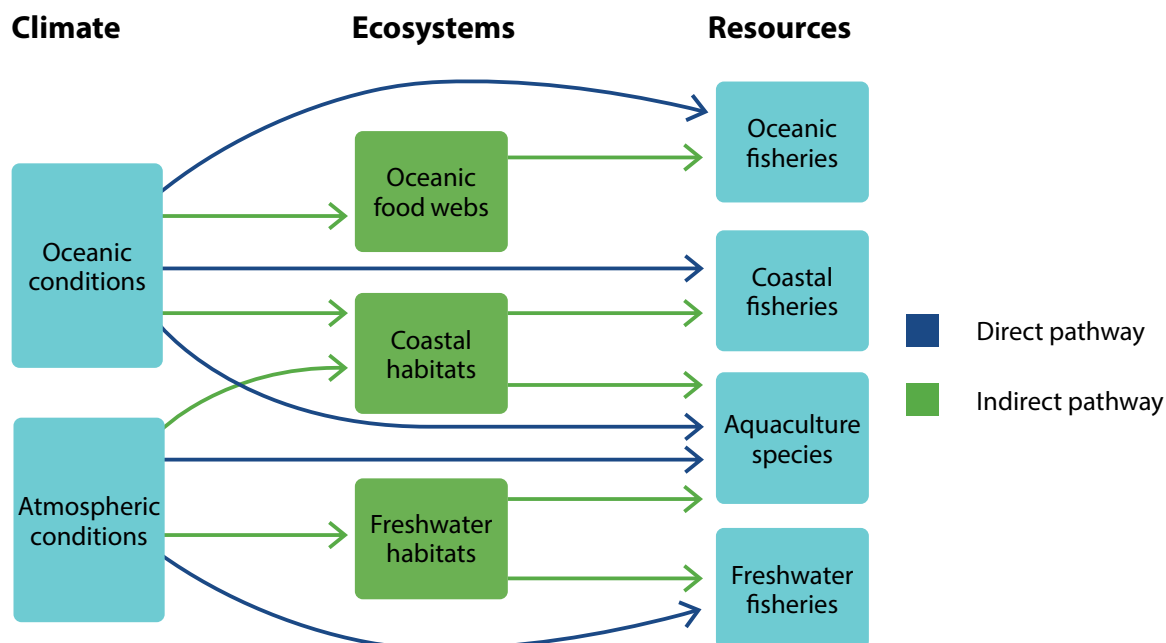 Climate
Ecosystems
Resources
Oceanic
conditions
Atmospheric
conditions
Oceanic
food webs
Coastal
habitats
Freshwater
habitats
Oceanic
fisheries
Coastal
fisheries
Aquaculture
species
Freshwater
fisheries
Direct pathway
Indirect pathway